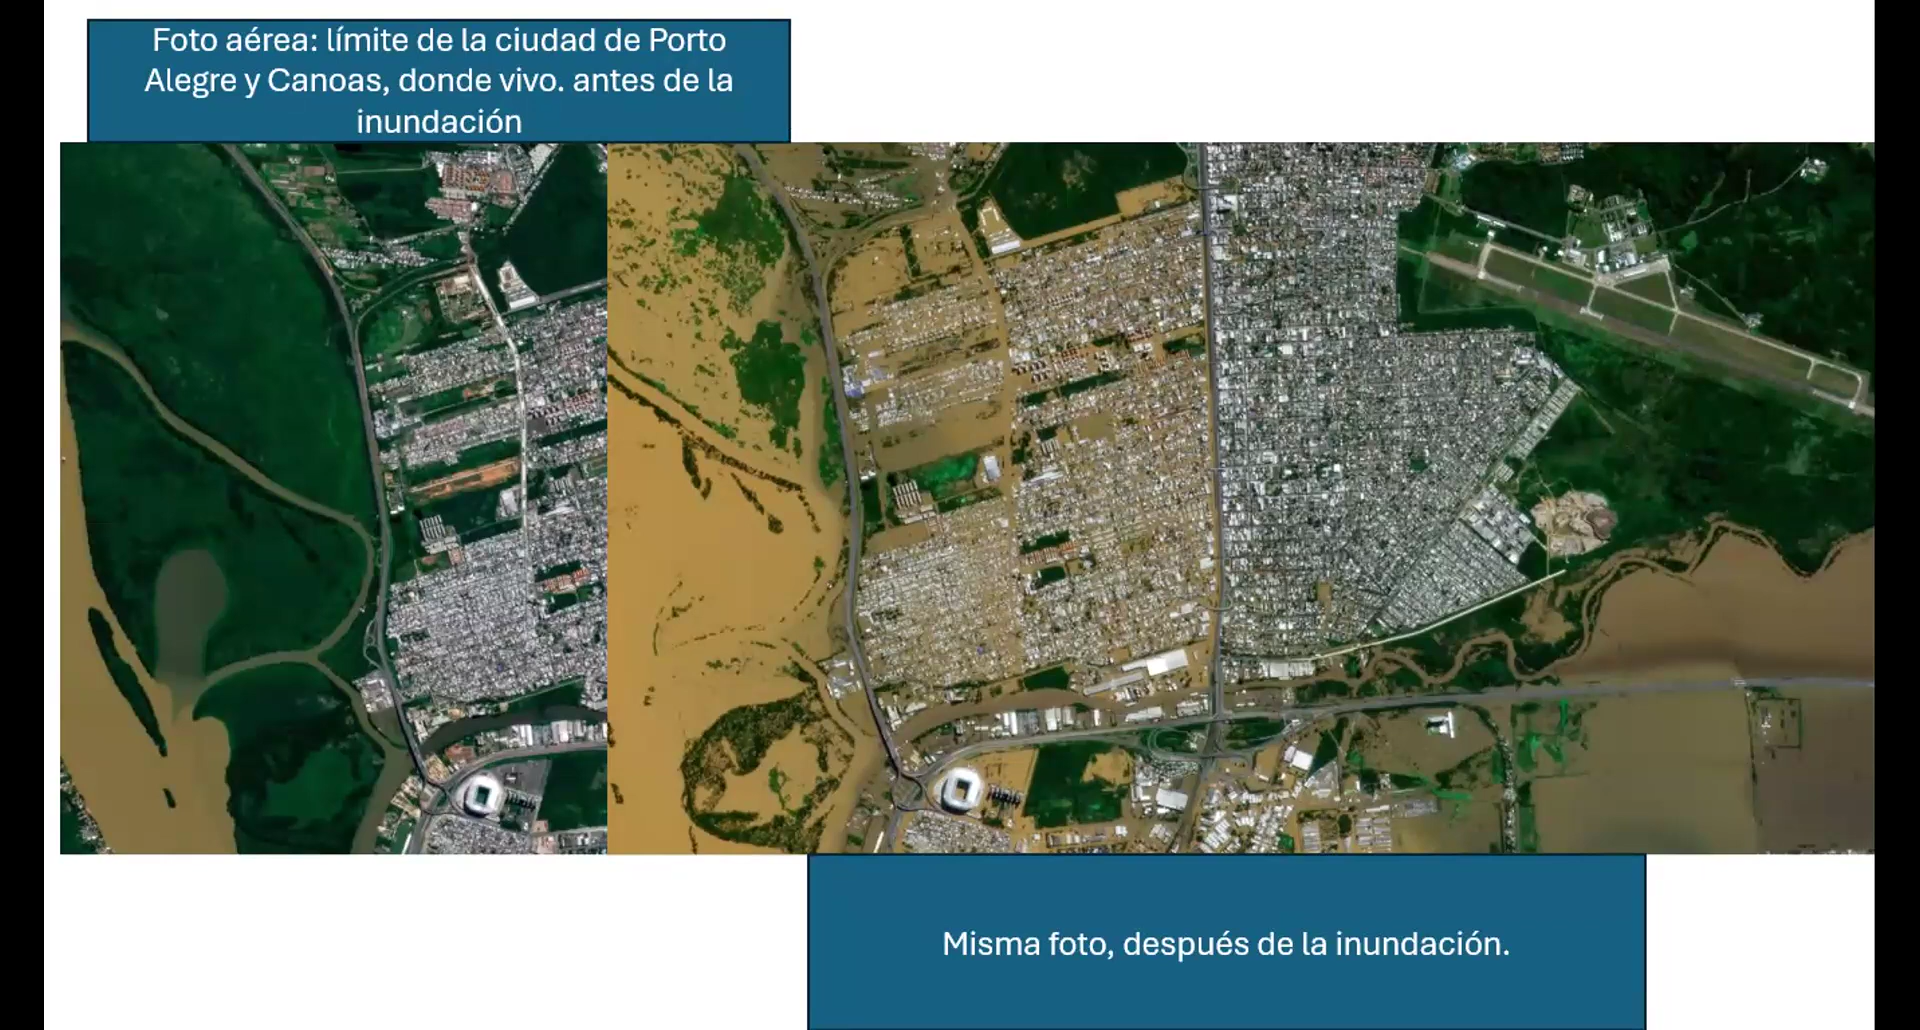 Foto aérea: límite de la ciudad de Porto
Alegre y Canoas, donde vivo. antes de la
inundación
Misma foto, después de la inundación.